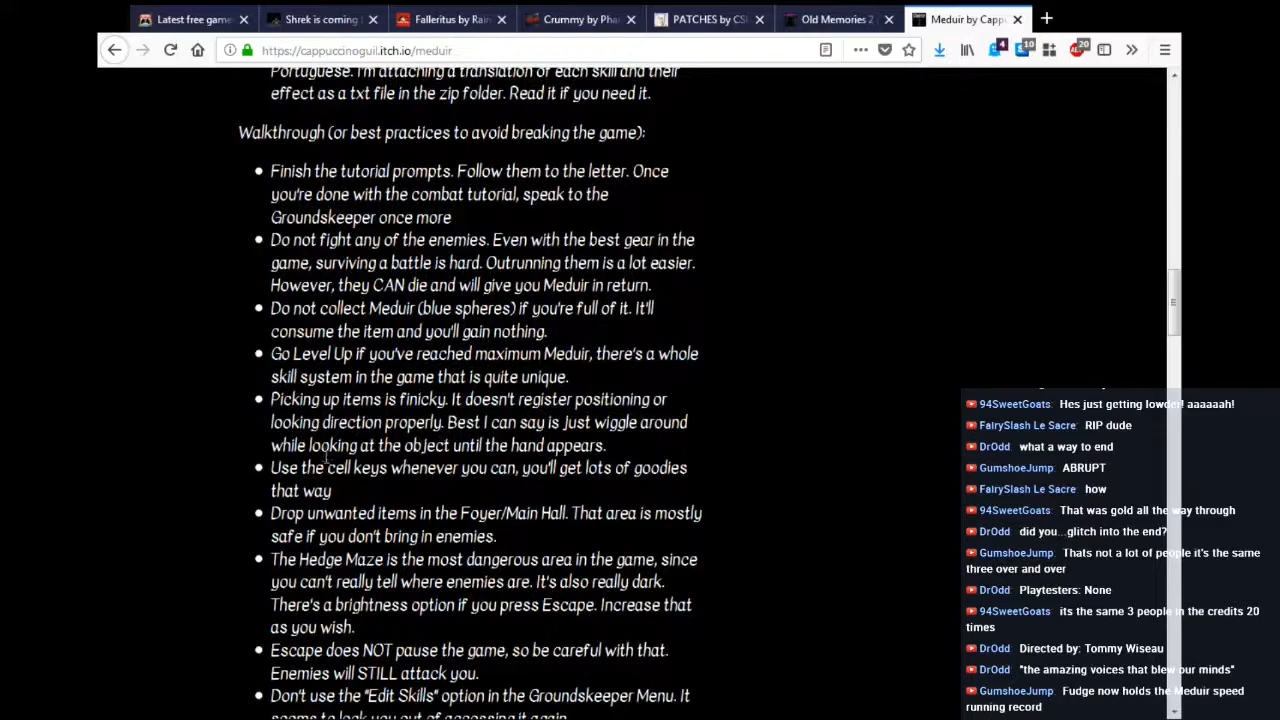 Latest free game
Shrek is coming
Falleritus by Rain
Crummy by Pha
PATCHES by CS
Old Memories 2
Meduir by Capp
https://cappuccinoguil.itch.io/meduir
4
10
20
Portuguese. I'm attaching a translation of each skill and their
effect as a txt file in the zip folder. Read it if you need it.
Walkthrough (or best practices to avoid breaking the game):
Finish the tutorial prompts. Follow them to the letter. Once
you're done with the combat tutorial, speak to the
Groundskeeper once more
Do not fight any of the enemies. Even with the best gear in the
game, surviving a battle is hard. Outrunning them is a lot easier.
However, they CAN die and will give you Meduir in return.
Do not collect Meduir (blue spheres) if you're full of it. It'll
consume the item and you'll gain nothing.
Go Level Up if you've reached maximum Meduir, there's a whole
skill system in the game that is quite unique.
Picking up items is finicky. It doesn't register positioning or
looking direction properly. Best I can say is just wiggle around
while looking at the object until the hand appears.
Use the cell keys whenever you can, you'll get lots of goodies
that way
Drop unwanted items in the Foyer/Main Hall. That area is mostly
safe if you don't bring in enemies.
The Hedge Maze is the most dangerous area in the game, since
you can't really tell where enemies are. It's also really dark.
There's a brightness option if you press Escape. Increase that
as you wish.
Escape does NOT pause the game, so be careful with that.
Enemies will STILL attack you.
Don't use the "Edit Skills" option in the Groundskeeper Menu. It
seems to lock you out of accessing it again.
94SweetGoats: Hes just getting lowder! aaaaaah!
FairySlash Le Sacre: RIP dude
DrOdd: what a way to end
GumshoeJump: ABRUPT
FairySlash Le Sacre: how
94SweetGoats: That was gold all the way through
DrOdd: did you...glitch into the end?
GumshoeJump: Thats not a lot of people it's the same
three over and over
DrOdd: Playtesters: None
94SweetGoats: its the same 3 people in the credits 20
times
DrOdd: Directed by: Tommy Wiseau
DrOdd: "the amazing voices that blew our minds"
GumshoeJump: Fudge now holds the Meduir speed
running record